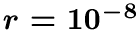 r = 10⁻⁸